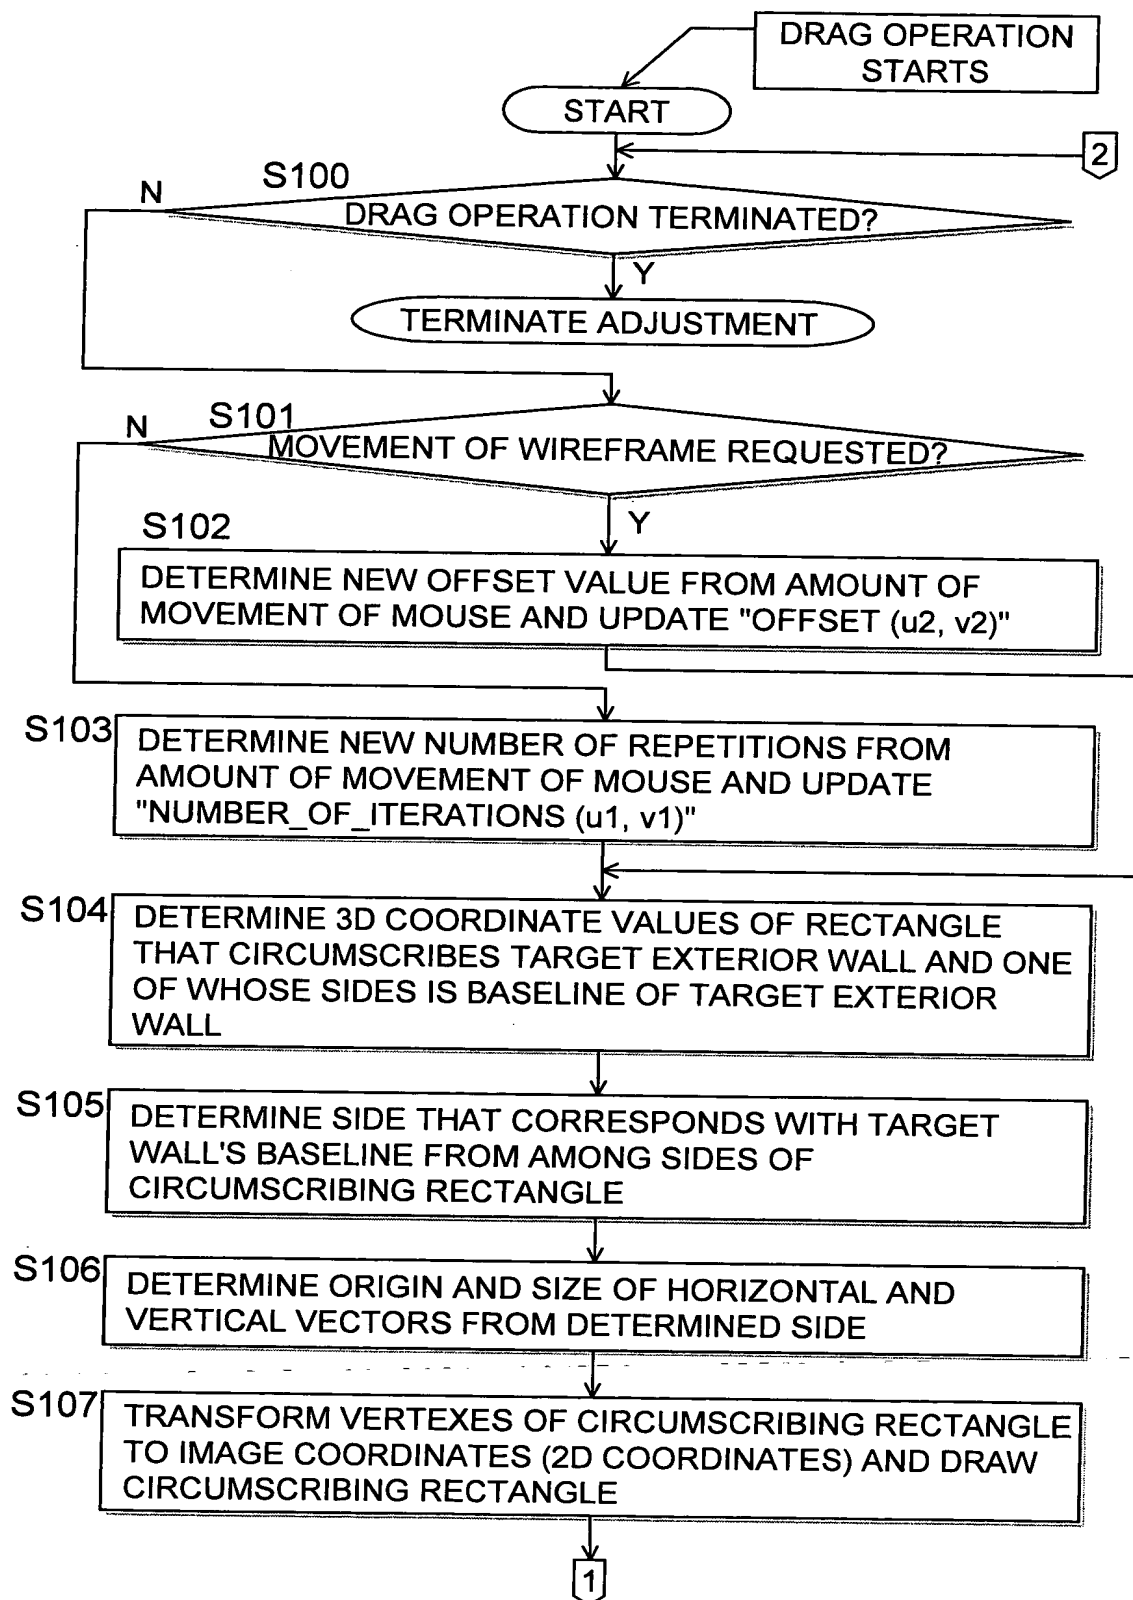 DRAG OPERATION
STARTS
START
2
S100
N
DRAG OPERATION TERMINATED?
Y
TERMINATE ADJUSTMENT
S101
N
MOVEMENT OF WIREFRAME REQUESTED?
Y
S102
DETERMINE NEW OFFSET VALUE FROM AMOUNT OF
MOVEMENT OF MOUSE AND UPDATE "OFFSET (u2, v2)"
S103
DETERMINE NEW NUMBER OF REPETITIONS FROM
AMOUNT OF MOVEMENT OF MOUSE AND UPDATE
"NUMBER_OF_ITERATIONS (u1, v1)"
S104
DETERMINE 3D COORDINATE VALUES OF RECTANGLE
THAT CIRCUMSCRIBES TARGET EXTERIOR WALL AND ONE
OF WHOSE SIDES IS BASELINE OF TARGET EXTERIOR
WALL
S105
DETERMINE SIDE THAT CORRESPONDS WITH TARGET
WALL'S BASELINE FROM AMONG SIDES OF
CIRCUMSCRIBING RECTANGLE
S106
DETERMINE ORIGIN AND SIZE OF HORIZONTAL AND
VERTICAL VECTORS FROM DETERMINED SIDE
S107
TRANSFORM VERTEXES OF CIRCUMSCRIBING RECTANGLE
TO IMAGE COORDINATES (2D COORDINATES) AND DRAW
CIRCUMSCRIBING RECTANGLE
1